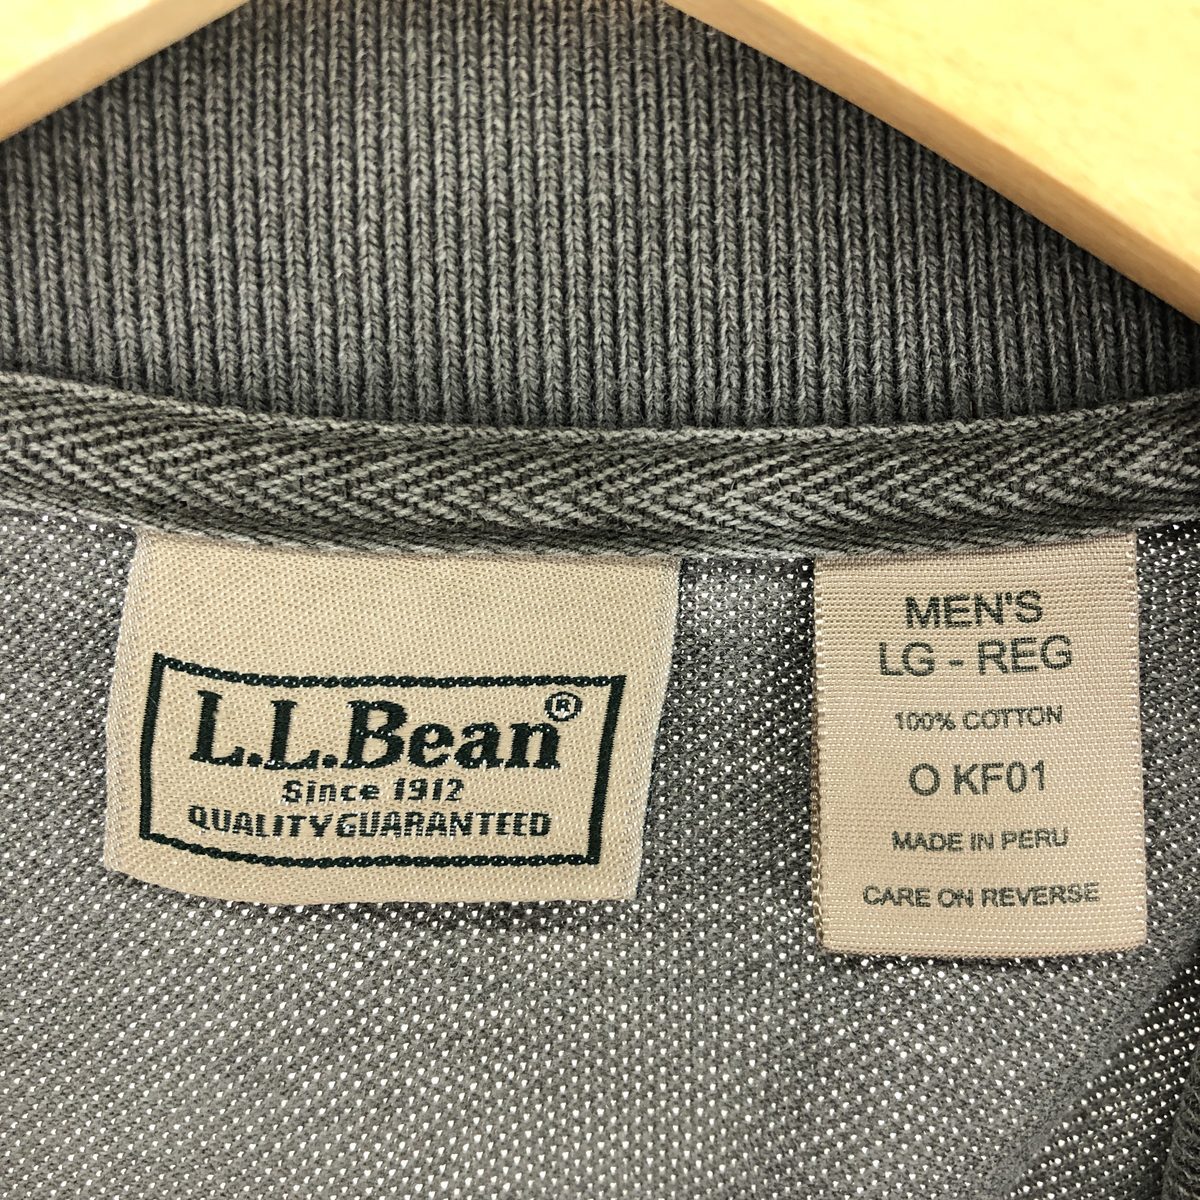 L.L.Bean®
Since 1912
QUALITY GUARANTEED
MEN'S
LG - REG
100% COTTON
O KF01
MADE IN PERU
CARE ON REVERSE